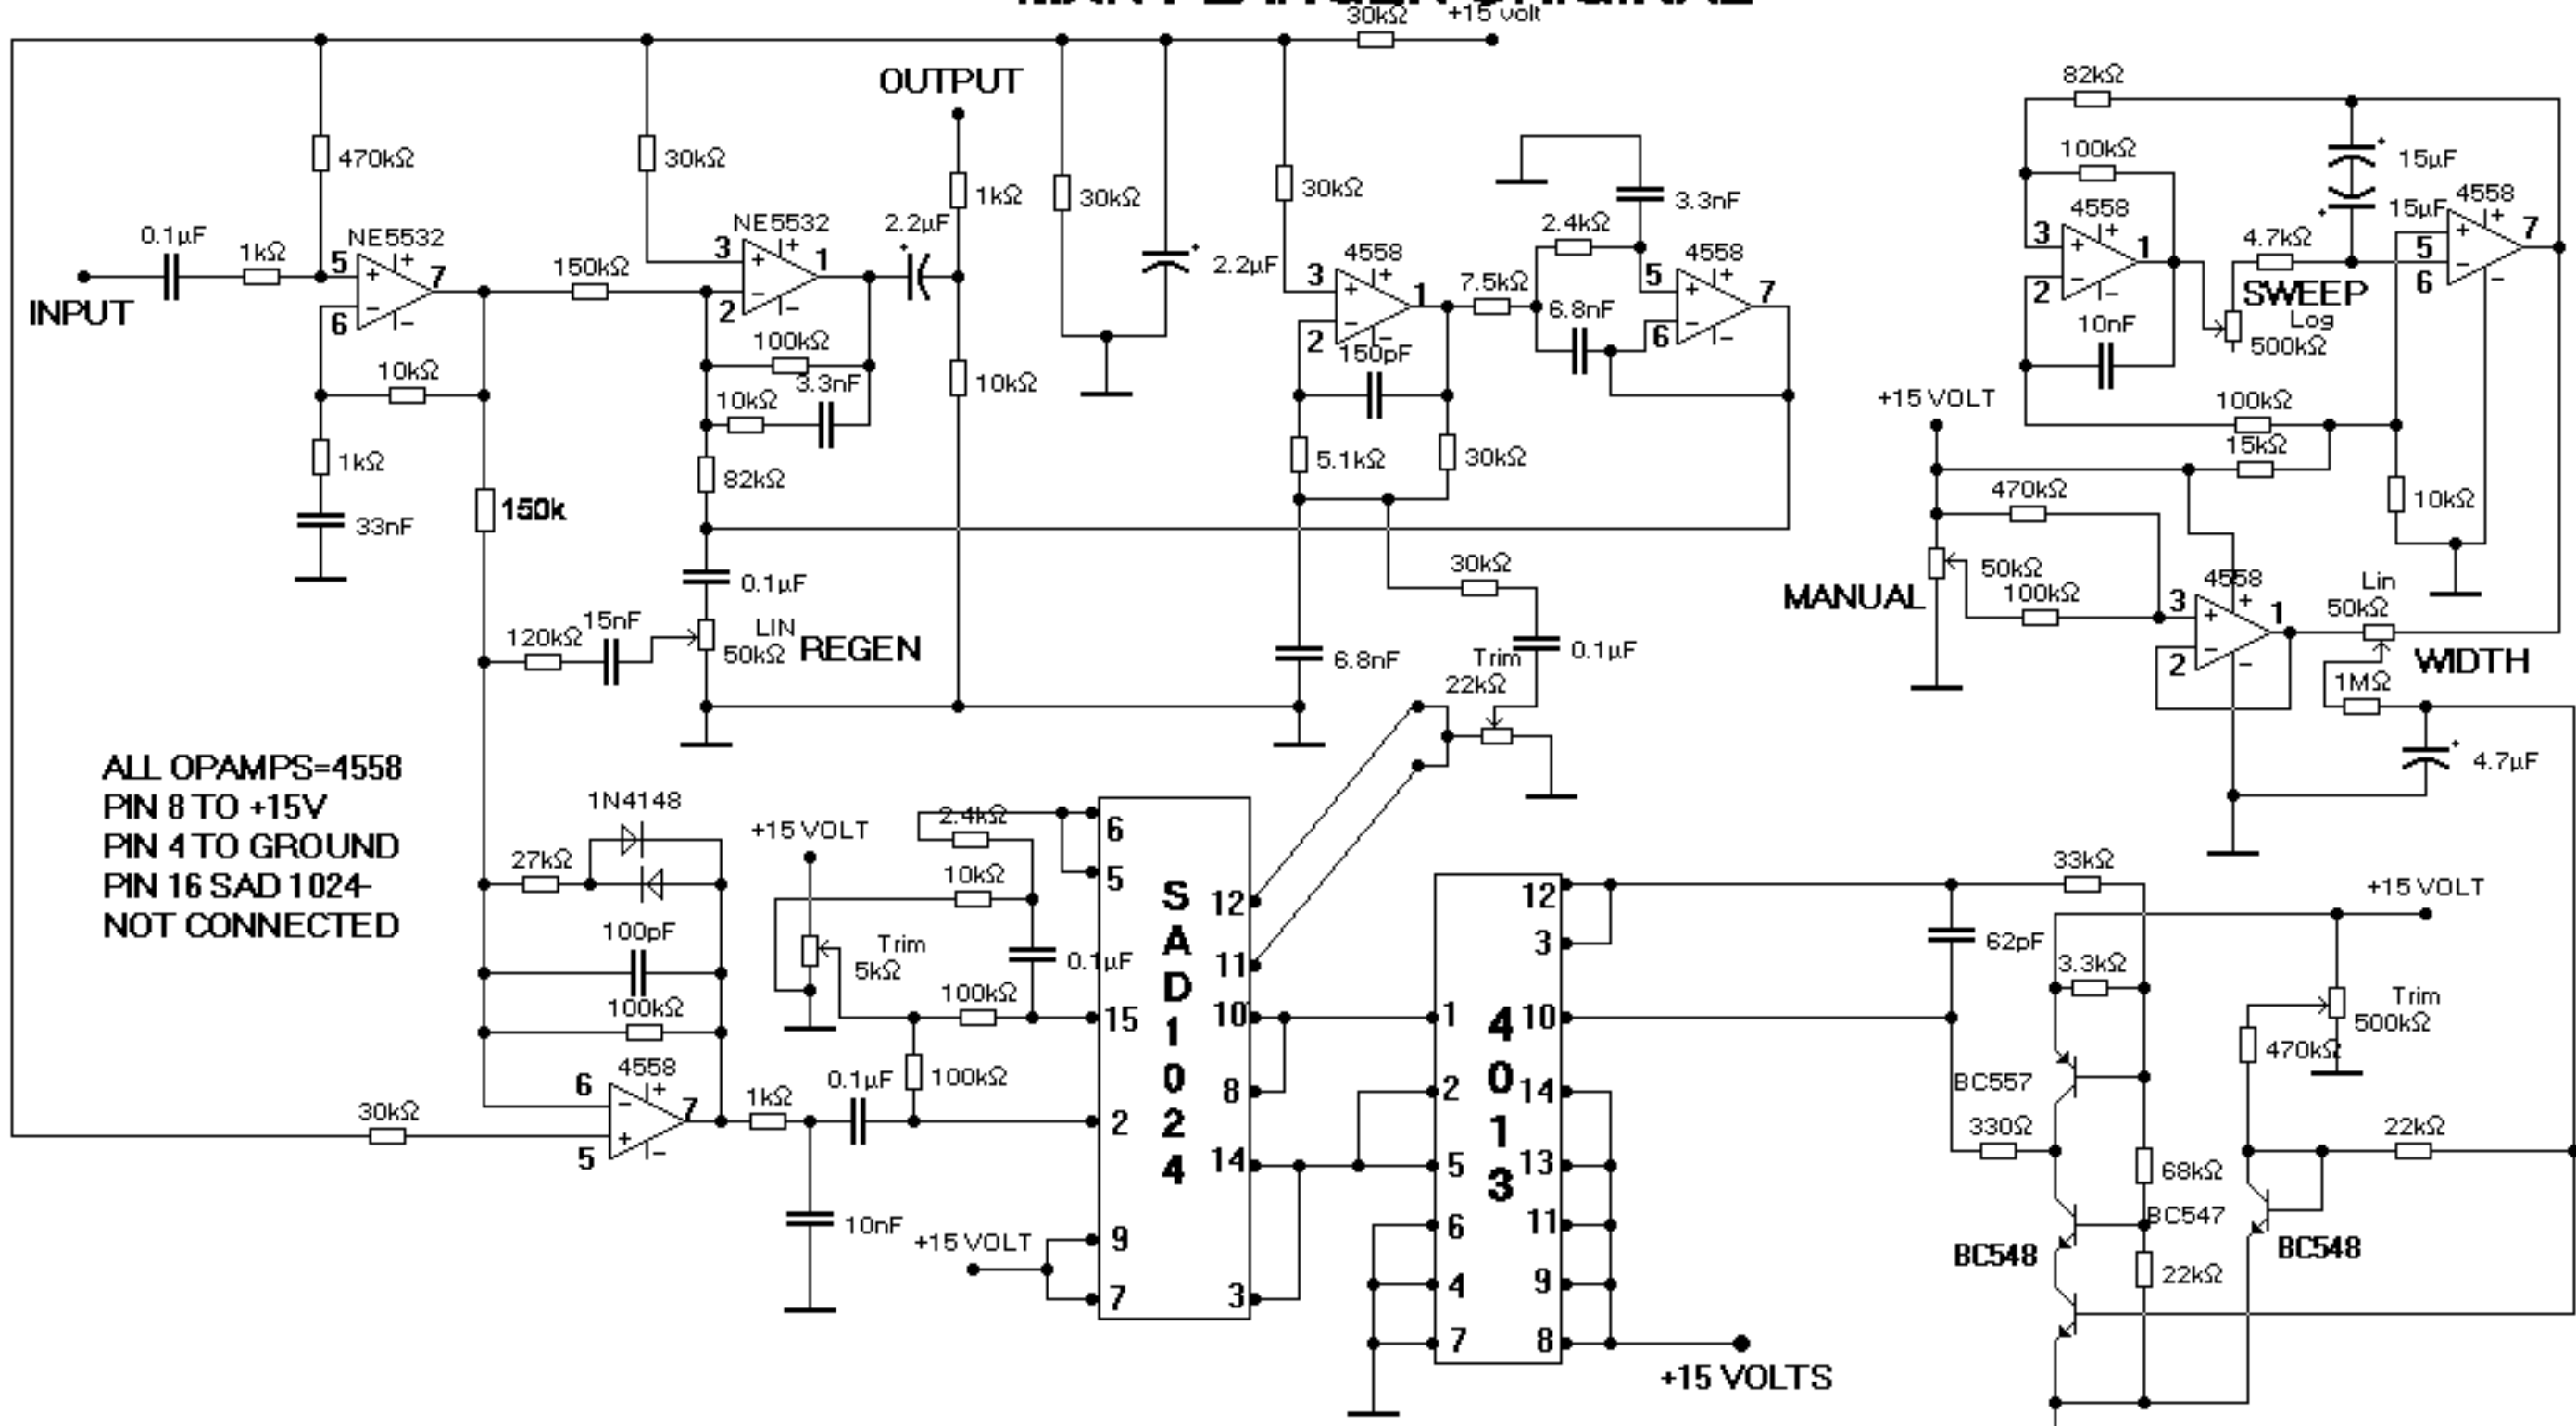 30kΩ
+15 volt
OUTPUT
82kΩ
470kΩ
30kΩ
1kΩ
30kΩ
30kΩ
3.3nF
100kΩ
15µF
0.1µF
1kΩ
NE5532
5
6
7
INPUT
150kΩ
NE5532
3
2
1
2.2µF
2.2µF
4558
3
2
1
7.5kΩ
2.4kΩ
6.8nF
4558
5
6
7
4558
3
2
1
4.7kΩ
15µF
4558
5
6
7
SWEEP
Log
500kΩ
10nF
10kΩ
100kΩ
3.3nF
10kΩ
10kΩ
150pF
+15 VOLT
100kΩ
15kΩ
1kΩ
82kΩ
5.1kΩ
30kΩ
470kΩ
10kΩ
33nF
150k
0.1µF
30kΩ
MANUAL
50kΩ
100kΩ
4558
3
2
1
Lin
50kΩ
WIDTH
120kΩ
15nF
LIN
50kΩ
REGEN
6.8nF
Trim
22kΩ
0.1µF
1MΩ
4.7µF
ALL OPAMPS=4558
PIN 8 TO +15V
PIN 4 TO GROUND
PIN 16 SAD 1024-
NOT CONNECTED
1N4148
27kΩ
100pF
100kΩ
4558
6
5
7
30kΩ
1kΩ
0.1µF
10nF
+15 VOLT
2.4kΩ
10kΩ
Trim
5kΩ
0.1µF
100kΩ
100kΩ
+15 VOLT
SAD1024
6
5
15
2
9
7
12
11
10
8
14
3
4013
1
2
5
6
4
7
12
3
10
14
13
11
9
8
+15 VOLTS
33kΩ
+15 VOLT
62pF
3.3kΩ
Trim
500kΩ
470kΩ
BC557
330Ω
22kΩ
68kΩ
BC547
BC548
BC548
22kΩ